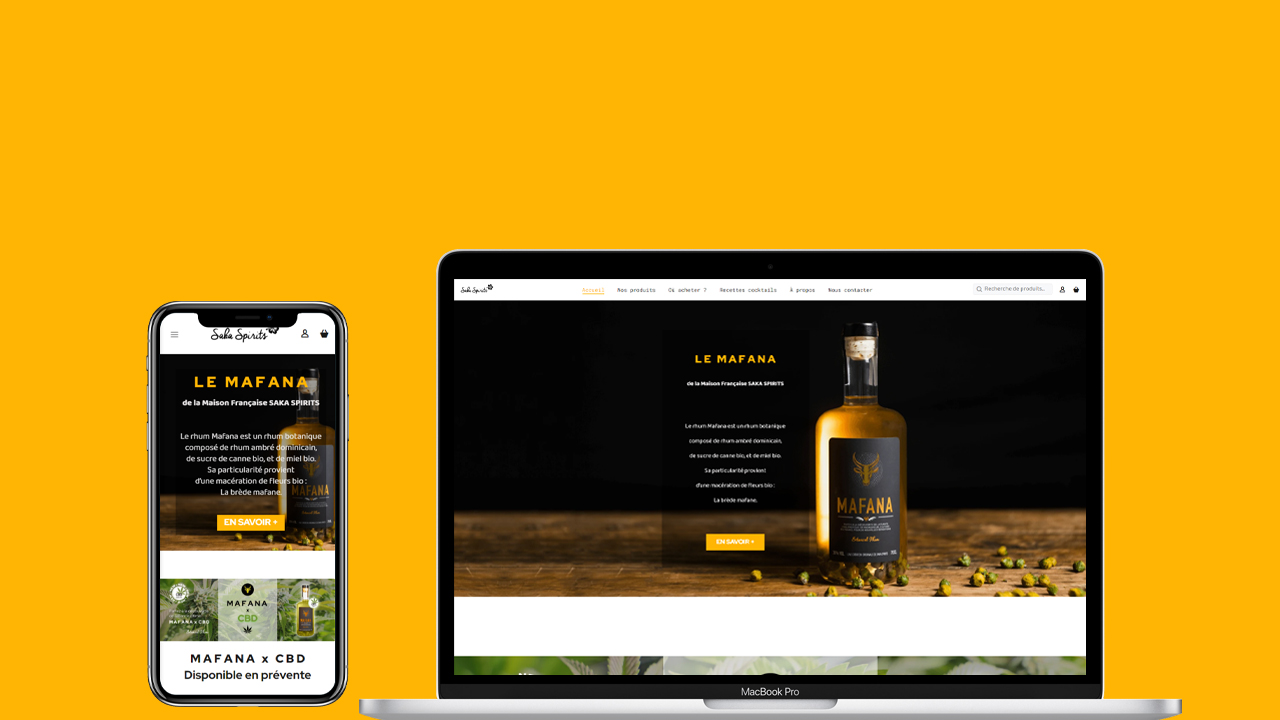 Saka Spirits
LE MAFANA
de la Maison Française SAKA SPIRITS
Le rhum Mafana est un rhum botanique
composé de rhum ambré dominicain,
de sucre de canne bio, et de miel bio.
Sa particularité provient
d'une macération de fleurs bio :
La brède mafane.
EN SAVOIR +
MAFANA
MAFANA x CBD
MAFANA
x
CBD
MAFANA x CBD
Disponible en prévente
Saka Spirits
Accueil Nos produits Où acheter ? Recettes cocktails À propos Nous contacter
Recherche de produits…
LE MAFANA
de la Maison Française SAKA SPIRITS
Le rhum Mafana est un rhum botanique
composé de rhum ambré dominicain,
de sucre de canne bio, et de miel bio.
Sa particularité provient
d'une macération de fleurs bio :
La brède mafane.
EN SAVOIR +
MAFANA
Botanical Rhum
MacBook Pro